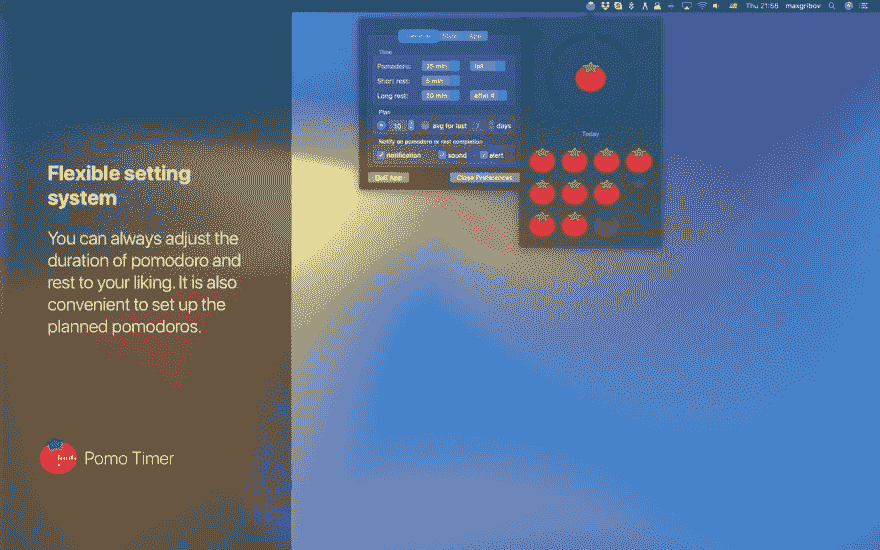 Thu 21:55 maxgribov
Style App
Time
Pomodoro: 25 min
Short rest: 5 min
Long rest: 20 min after 4
Plan
10 avg for last 7 days
Notify on pomodoro or rest completion
notification sound alert
Quit App Close Preferences
Today
Flexible setting
system
You can always adjust the
duration of pomodoro and
rest to your liking. It is also
convenient to set up the
planned pomodoros.
Pomo Timer